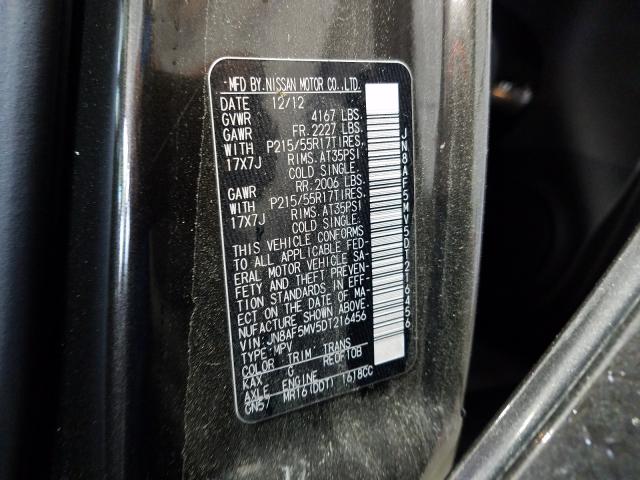 MFD BY.NISSAN MOTOR CO.,LTD.
DATE 12/12
GVWR 4167 LBS.
GAWR FR.2227 LBS.
WITH P215/55R17TIRES,
17X7J RIMS.AT35PSI
COLD SINGLE.
GAWR RR.2006 LBS.
WITH P215/55R17TIRES,
17X7J RIMS.AT35PSI
COLD SINGLE.
THIS VEHICLE CONFORMS
TO ALL APPLICABLE FED-
ERAL MOTOR VEHICLE SA-
FETY AND THEFT PREVEN-
TION STANDARDS IN EFF-
ECT ON THE DATE OF MA-
NUFACTURE SHOWN ABOVE.
VIN: JN8AF5MV5DT216456
TYPE: MPV
COLOR TRIM TRANS
KAX G RE0F10B
AXLE ENGINE
GN57 MR16(DDT) 1618CC
JN8AF5MV5DT216456